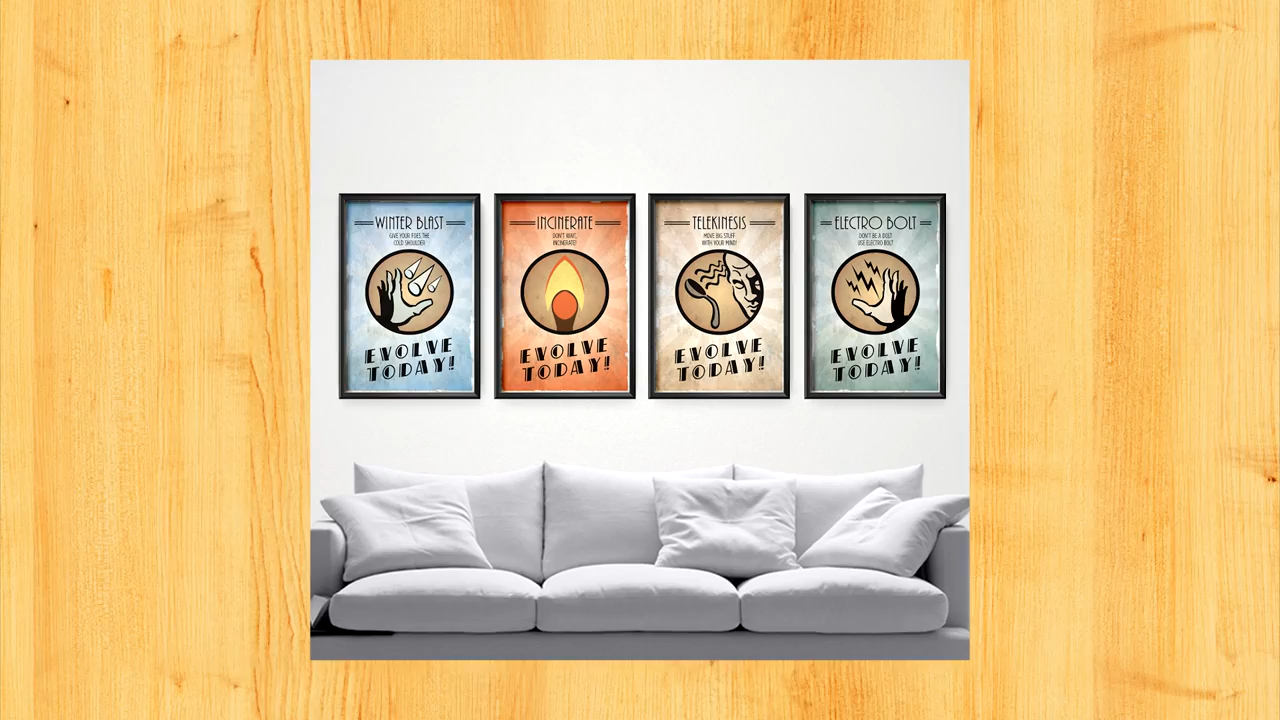 WINTER BLAST
GIVE YOUR FOES THE
COLD SHOULDER
EVOLVE
TODAY!
INCINERATE
DON'T WAIT,
INCINERATE!
EVOLVE
TODAY!
TELEKINESIS
MOVE BIG STUFF
WITH YOUR MIND!
EVOLVE
TODAY!
ELECTRO BOLT
DON'T BE A DOLT
USE ELECTRO BOLT
EVOLVE
TODAY!